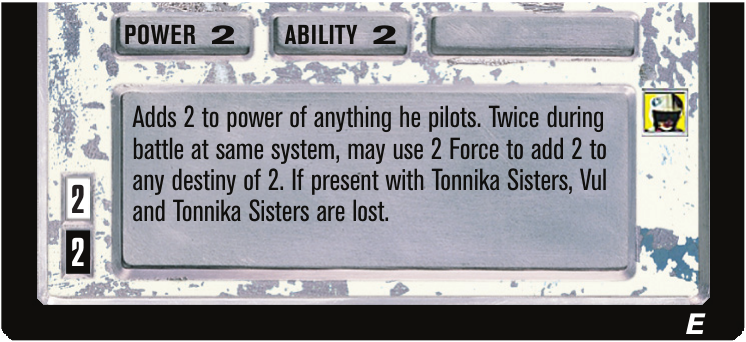 POWER 2 ABILITY 2
Adds 2 to power of anything he pilots. Twice during
battle at same system, may use 2 Force to add 2 to
any destiny of 2. If present with Tonnika Sisters, Vul
and Tonnika Sisters are lost.
2
2
E